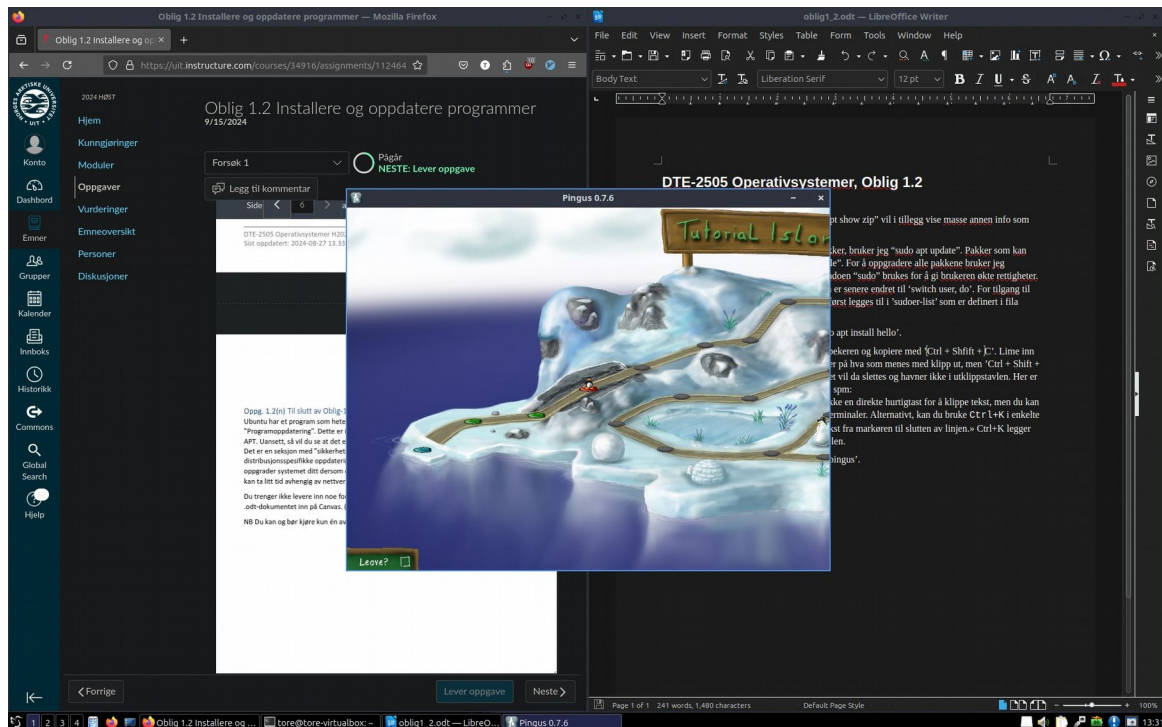 Oblig 1.2 Installere og oppdatere programmer — Mozilla Firefox
Oblig 1.2 Installere og op
https://uit.instructure.com/courses/34916/assignments/112464
Konto
Dashbord
Emner
Grupper
Kalender
Innboks
Historikk
Commons
Global
Search
Hjelp
2024 HØST
Hjem
Kunngjøringer
Moduler
Oppgaver
Vurderinger
Emneoversikt
Personer
Diskusjoner
Oblig 1.2 Installere og oppdatere programmer
9/15/2024
Forsøk 1
Pågår
NESTE: Lever oppgave
Legg til kommentar
Side 6
DTE-2505 Operativsystemer H20
Sist oppdatert: 2024-08-27 13.33
Oppg. 1.2(n) Til slutt av Oblig-1
Ubuntu har et program som hete
"Programoppdatering". Dette er
APT. Uansett, så vil du se at det e
Det er en seksjon med "sikkerhet
distribusjonsspesifikke oppdateri
oppgrader systemet ditt dersom
kan ta litt tid avhengig av nettver
Du trenger ikke levere inn noe fo
.odt-dokumentet inn på Canvas. (
NB Du kan og bør kjøre kun én av
Forrige
Lever oppgave
Neste
Pingus 0.7.6
Tutorial Islan
Leave?
oblig1_2.odt — LibreOffice Writer
File Edit View Insert Format Styles Table Form Tools Window Help
Body Text
Liberation Serif
12 pt
DTE-2505 Operativsystemer, Oblig 1.2
pt show zip” vil i tillegg vise masse annen info som
ker, bruker jeg “sudo apt update”. Pakker som kan
le”. For å oppgradere alle pakkene bruker jeg
doen “sudo” brukes for å gi brukeren økte rettigheter.
er senere endret til ‘switch user, do’. For tilgang til
ørst legges til i ’sudoer-list’ som er definert i fila
o apt install hello’.
ekeren og kopiere med ‘Ctrl + Shfift + C’. Lime inn
er på hva som menes med klipp ut, men ’Ctrl + Shift +
et vil da slettes og havner ikke i utklippstavlen. Her er
spm:
ke en direkte hurtigtast for å klippe tekst, men du kan
erminaler. Alternativt, kan du bruke Ctrl+K i enkelte
kst fra markøren til slutten av linjen.» Ctrl+K legger
len.
pingus’.
Page 1 of 1
241 words, 1,480 characters
Default Page Style
100%
1 2 3 4
Oblig 1.2 Installere og ...
tore@tore-virtualbox: ~
oblig1_2.odt — LibreO...
Pingus 0.7.6